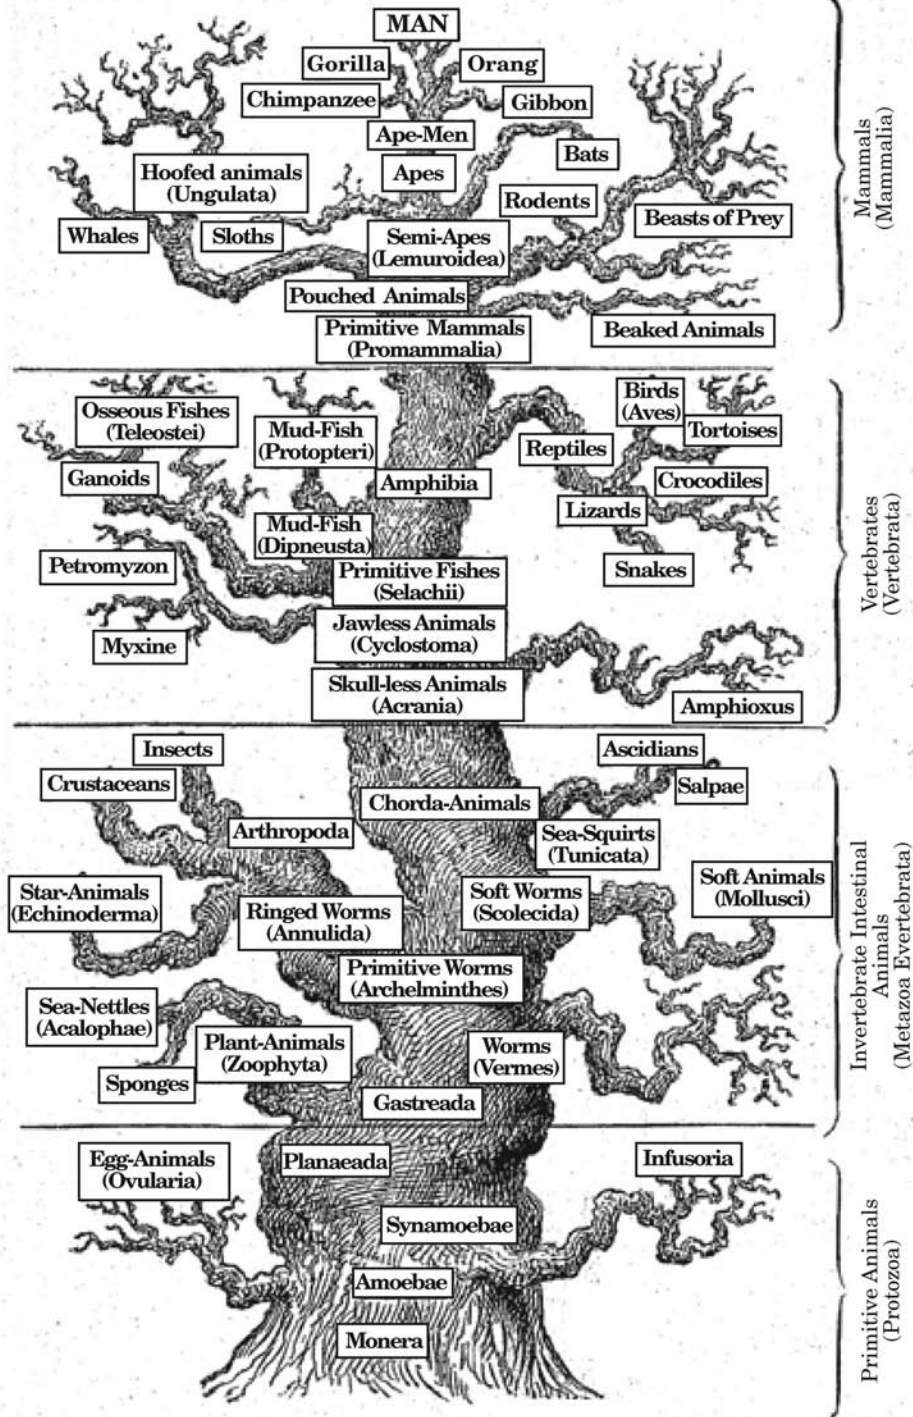 MAN
Gorilla
Orang
Chimpanzee
Gibbon
Ape-Men
Bats
Apes
Hoofed animals
(Ungulata)
Rodents
Beasts of Prey
Whales
Sloths
Semi-Apes
(Lemuroidea)
Pouched Animals
Primitive Mammals
(Promammalia)
Beaked Animals
Mammals
(Mammalia)
Osseous Fishes
(Teleostei)
Mud-Fish
(Protopteri)
Birds
(Aves)
Tortoises
Reptiles
Ganoids
Amphibia
Crocodiles
Lizards
Mud-Fish
(Dipneusta)
Petromyzon
Primitive Fishes
(Selachii)
Snakes
Jawless Animals
(Cyclostoma)
Myxine
Skull-less Animals
(Acrania)
Amphioxus
Vertebrates
(Vertebrata)
Insects
Ascidians
Crustaceans
Salpae
Chorda-Animals
Arthropoda
Sea-Squirts
(Tunicata)
Star-Animals
(Echinoderma)
Soft Worms
(Scolecida)
Soft Animals
(Mollusci)
Ringed Worms
(Annulida)
Primitive Worms
(Archelminthes)
Sea-Nettles
(Acalophae)
Plant-Animals
(Zoophyta)
Worms
(Vermes)
Sponges
Gastreada
Invertebrate Intestinal
Animals
(Metazoa Evertebrata)
Egg-Animals
(Ovularia)
Planaeada
Infusoria
Synamoebae
Amoebae
Monera
Primitive Animals
(Protozoa)